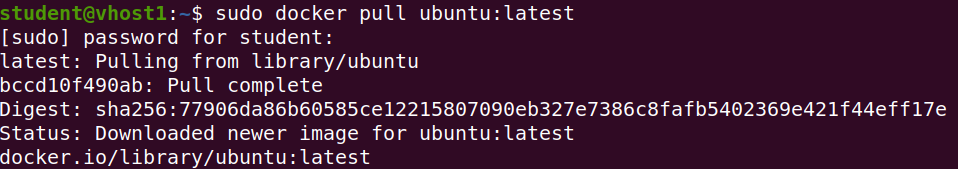 student@vhost1:~$ sudo docker pull ubuntu:latest
[sudo] password for student:
latest: Pulling from library/ubuntu
bccd10f490ab: Pull complete
Digest: sha256:77906da86b60585ce12215807090eb327e7386c8fafb5402369e421f44eff17e
Status: Downloaded newer image for ubuntu:latest
docker.io/library/ubuntu:latest